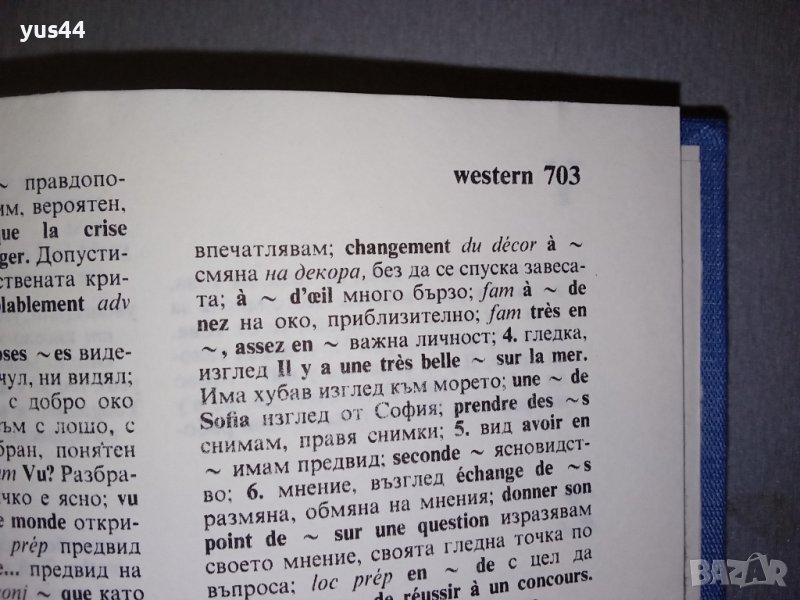 yus44
western 703
~ правдопо-
им, вероятен,
que la crise
ger. Допусти-
ствената кри-
blablement adv
oses ~es виде-
чул, ни видял;
с добро око
ъм с лошо, с
бран, понятен
Vu? Разбра-
чко е ясно; vu
e monde откри-
prép предвид
e... предвид на
conj ~ que като
впечатлявам; changement du décor à ~
смяна на декора, без да се спуска завеса-
та; à ~ d'œil много бързо; fam à ~ de
nez на око, приблизително; fam très en
~, assez en ~ важна личност; 4. гледка,
изглед Il y a une très belle ~ sur la mer.
Има хубав изглед към морето; une ~ de
Sofia изглед от София; prendre des ~s
снимам, правя снимки; 5. вид avoir en
~ имам предвид; seconde ~ ясновидст-
во; 6. мнение, възглед échange de ~s
размяна, обмяна на мнения; donner son
point de ~ sur une question изразявам
своето мнение, своята гледна точка по
въпроса; loc prép en ~ de с цел да
de réussir à un concours.
bazar